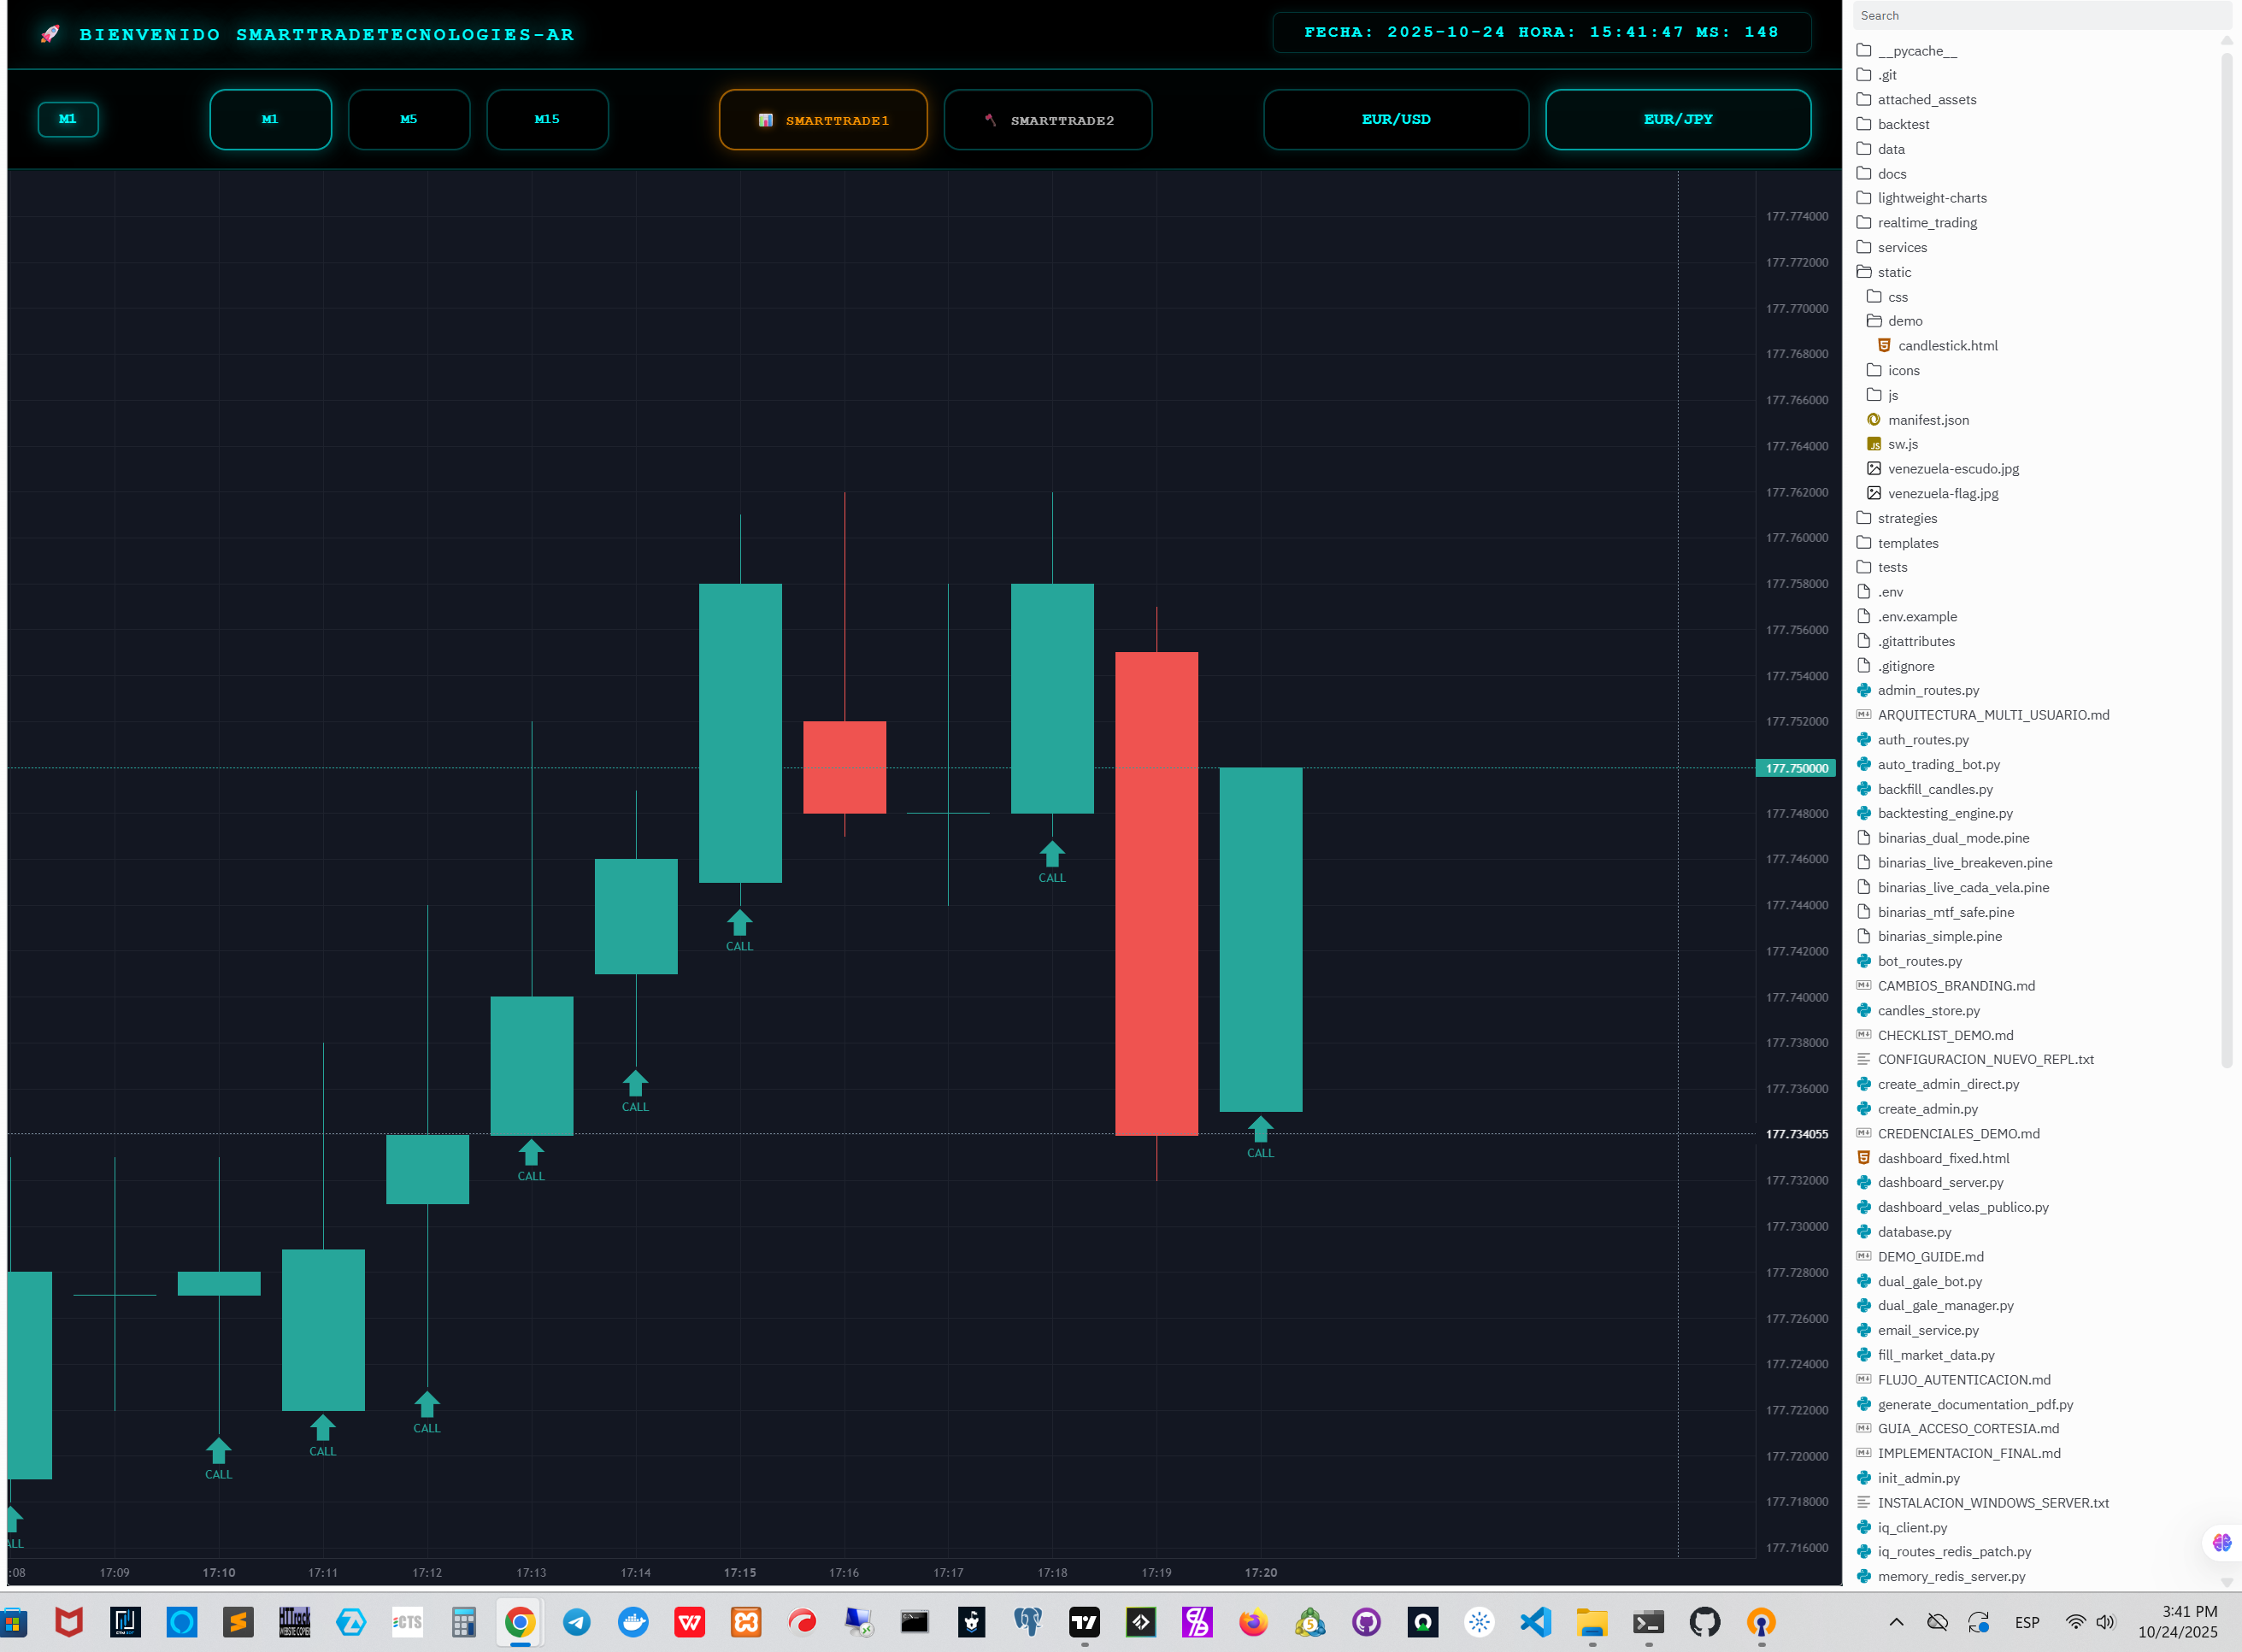 🚀 BIENVENIDO SMARTTRADETECNOLOGIES-AR
FECHA: 2025-10-24 HORA: 15:41:47 MS: 148
M1
M1
M5
M15
SMARTTRADE1
SMARTTRADE2
EUR/USD
EUR/JPY
177.774000
177.772000
177.770000
177.768000
177.766000
177.764000
177.762000
177.760000
177.758000
177.756000
177.754000
177.752000
177.750000
177.748000
177.746000
177.744000
177.742000
177.740000
177.738000
177.736000
177.734055
177.732000
177.730000
177.728000
177.726000
177.724000
177.722000
177.720000
177.718000
177.716000
CALL
CALL
CALL
CALL
CALL
CALL
CALL
CALL
CALL
ALL
:08 17:09 17:10 17:11 17:12 17:13 17:14 17:15 17:16 17:17 17:18 17:19 17:20
Search
__pycache__
.git
attached_assets
backtest
data
docs
lightweight-charts
realtime_trading
services
static
css
demo
candlestick.html
icons
js
manifest.json
sw.js
venezuela-escudo.jpg
venezuela-flag.jpg
strategies
templates
tests
.env
.env.example
.gitattributes
.gitignore
admin_routes.py
ARQUITECTURA_MULTI_USUARIO.md
auth_routes.py
auto_trading_bot.py
backfill_candles.py
backtesting_engine.py
binarias_dual_mode.pine
binarias_live_breakeven.pine
binarias_live_cada_vela.pine
binarias_mtf_safe.pine
binarias_simple.pine
bot_routes.py
CAMBIOS_BRANDING.md
candles_store.py
CHECKLIST_DEMO.md
CONFIGURACION_NUEVO_REPL.txt
create_admin_direct.py
create_admin.py
CREDENCIALES_DEMO.md
dashboard_fixed.html
dashboard_server.py
dashboard_velas_publico.py
database.py
DEMO_GUIDE.md
dual_gale_bot.py
dual_gale_manager.py
email_service.py
fill_market_data.py
FLUJO_AUTENTICACION.md
generate_documentation_pdf.py
GUIA_ACCESO_CORTESIA.md
IMPLEMENTACION_FINAL.md
init_admin.py
INSTALACION_WINDOWS_SERVER.txt
iq_client.py
iq_routes_redis_patch.py
memory_redis_server.py
ESP
3:41 PM
10/24/2025